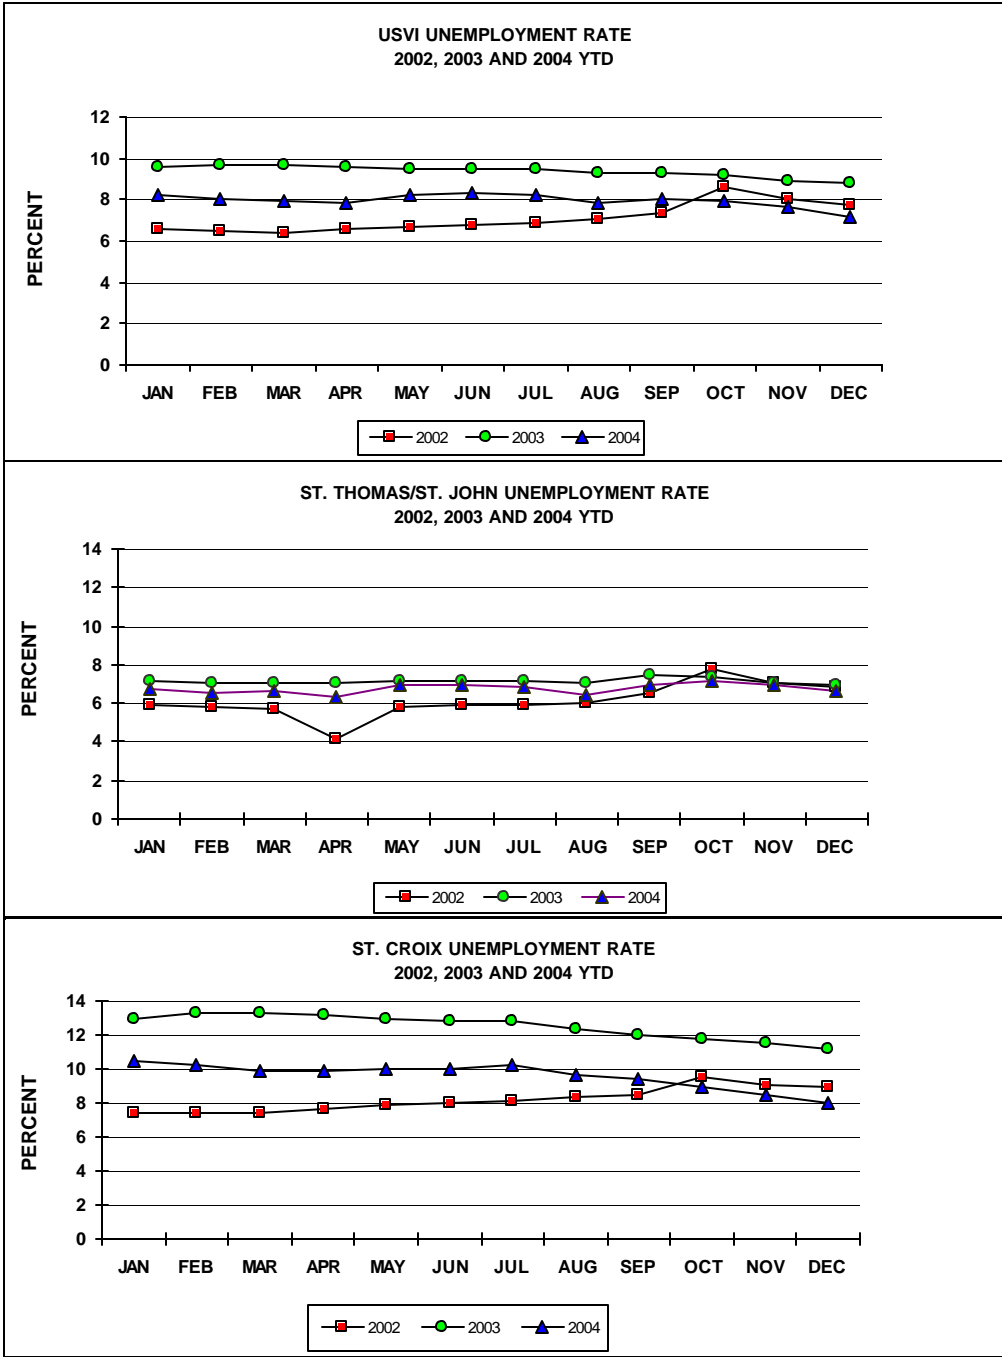 USVI UNEMPLOYMENT RATE
2002, 2003 AND 2004 YTD
PERCENT
12
10
8
6
4
2
0
JAN FEB MAR APR MAY JUN JUL AUG SEP OCT NOV DEC
2002 2003 2004
ST. THOMAS/ST. JOHN UNEMPLOYMENT RATE
2002, 2003 AND 2004 YTD
PERCENT
14
12
10
8
6
4
2
0
JAN FEB MAR APR MAY JUN JUL AUG SEP OCT NOV DEC
2002 2003 2004
ST. CROIX UNEMPLOYMENT RATE
2002, 2003 AND 2004 YTD
PERCENT
14
12
10
8
6
4
2
0
JAN FEB MAR APR MAY JUN JUL AUG SEP OCT NOV DEC
2002 2003 2004